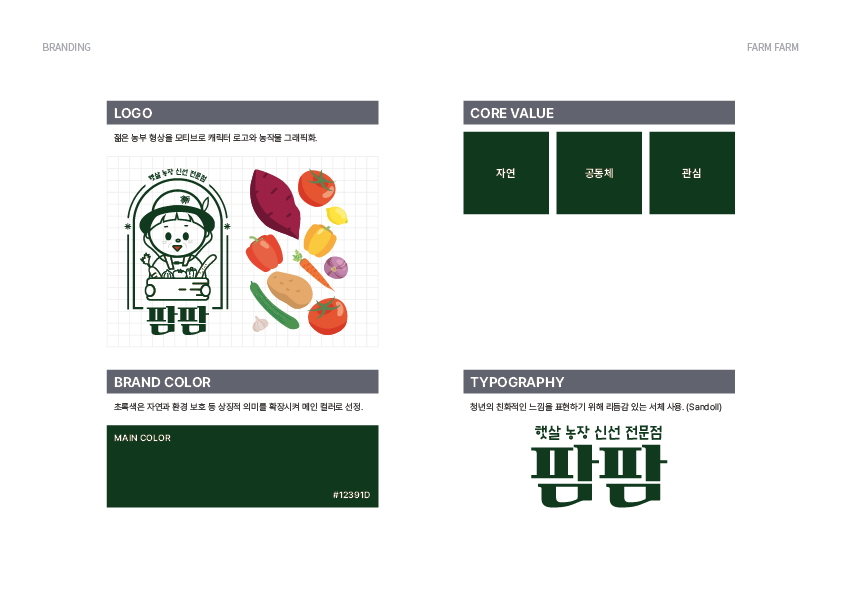 BRANDING
FARM FARM
LOGO
젊은 농부 형상을 모티브로 캐릭터 로고와 농작물 그래픽화.
햇살 농장 신선 전문점
팜팜
CORE VALUE
자연
공동체
관심
BRAND COLOR
초록색은 자연과 환경 보호 등 상징적 의미를 확장시켜 메인 컬러로 선정.
MAIN COLOR
#12391D
TYPOGRAPHY
청년의 친화적인 느낌을 표현하기 위해 리듬감 있는 서체 사용. (Sandoll)
햇살 농장 신선 전문점
팜팜